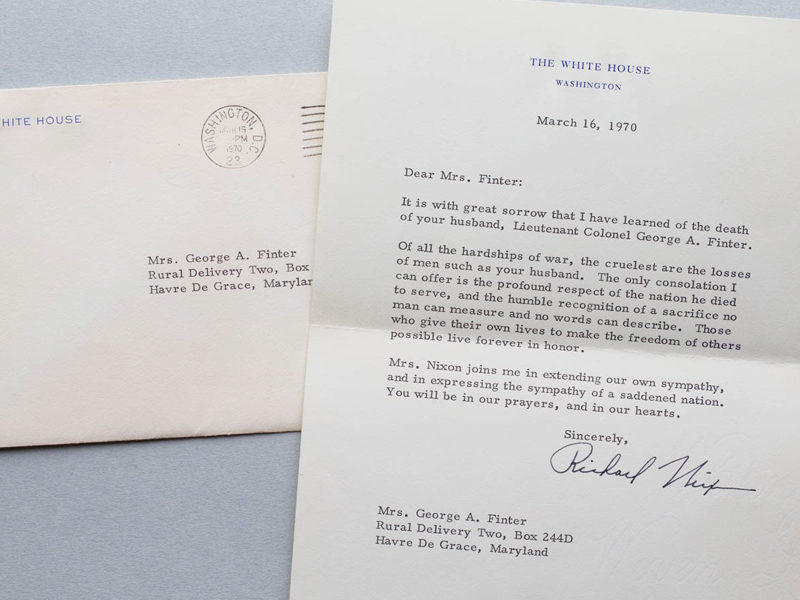 HITE HOUSE
WASHINGTON, D.C.
PM
1970
Mrs. George A. Finter
Rural Delivery Two, Box
Havre De Grace, Marylan
THE WHITE HOUSE
WASHINGTON
March 16, 1970
Dear Mrs. Finter:
It is with great sorrow that I have learned of the death
of your husband, Lieutenant Colonel George A. Finter.
Of all the hardships of war, the cruelest are the losses
of men such as your husband. The only consolation I
can offer is the profound respect of the nation he died
to serve, and the humble recognition of a sacrifice no
man can measure and no words can describe. Those
who give their own lives to make the freedom of others
possible live forever in honor.
Mrs. Nixon joins me in extending our own sympathy,
and in expressing the sympathy of a saddened nation.
You will be in our prayers, and in our hearts.
Sincerely,
Richard Nixon
Mrs. George A. Finter
Rural Delivery Two, Box 244D
Havre De Grace, Maryland